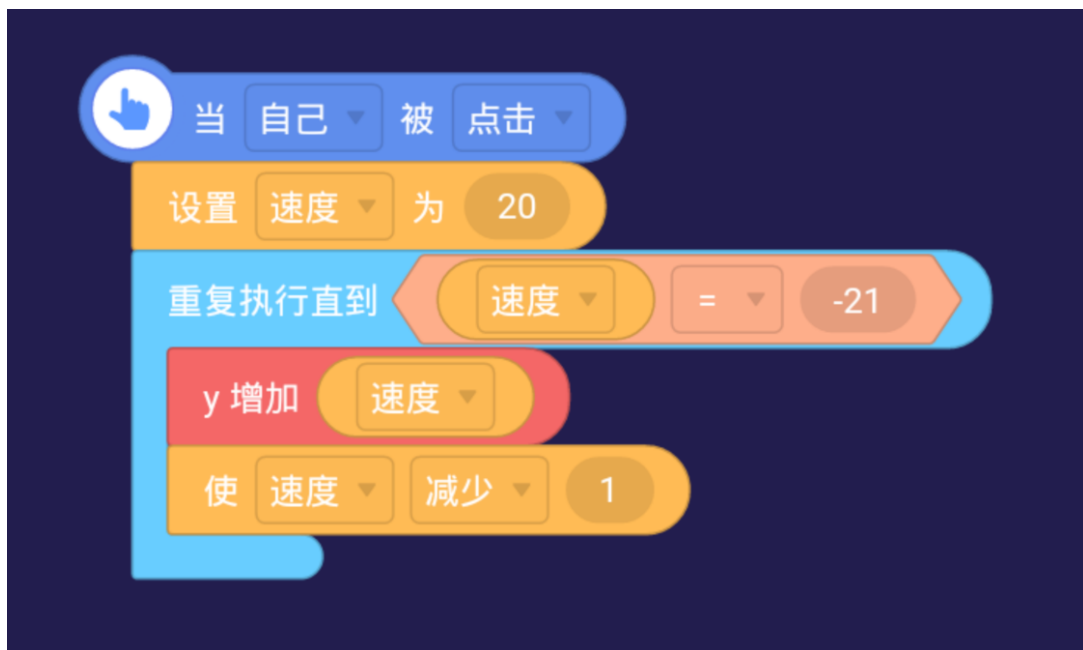 当 自己 被 点击
设置 速度 为 20
重复执行直到 速度 = -21
y 增加 速度
使 速度 减少 1